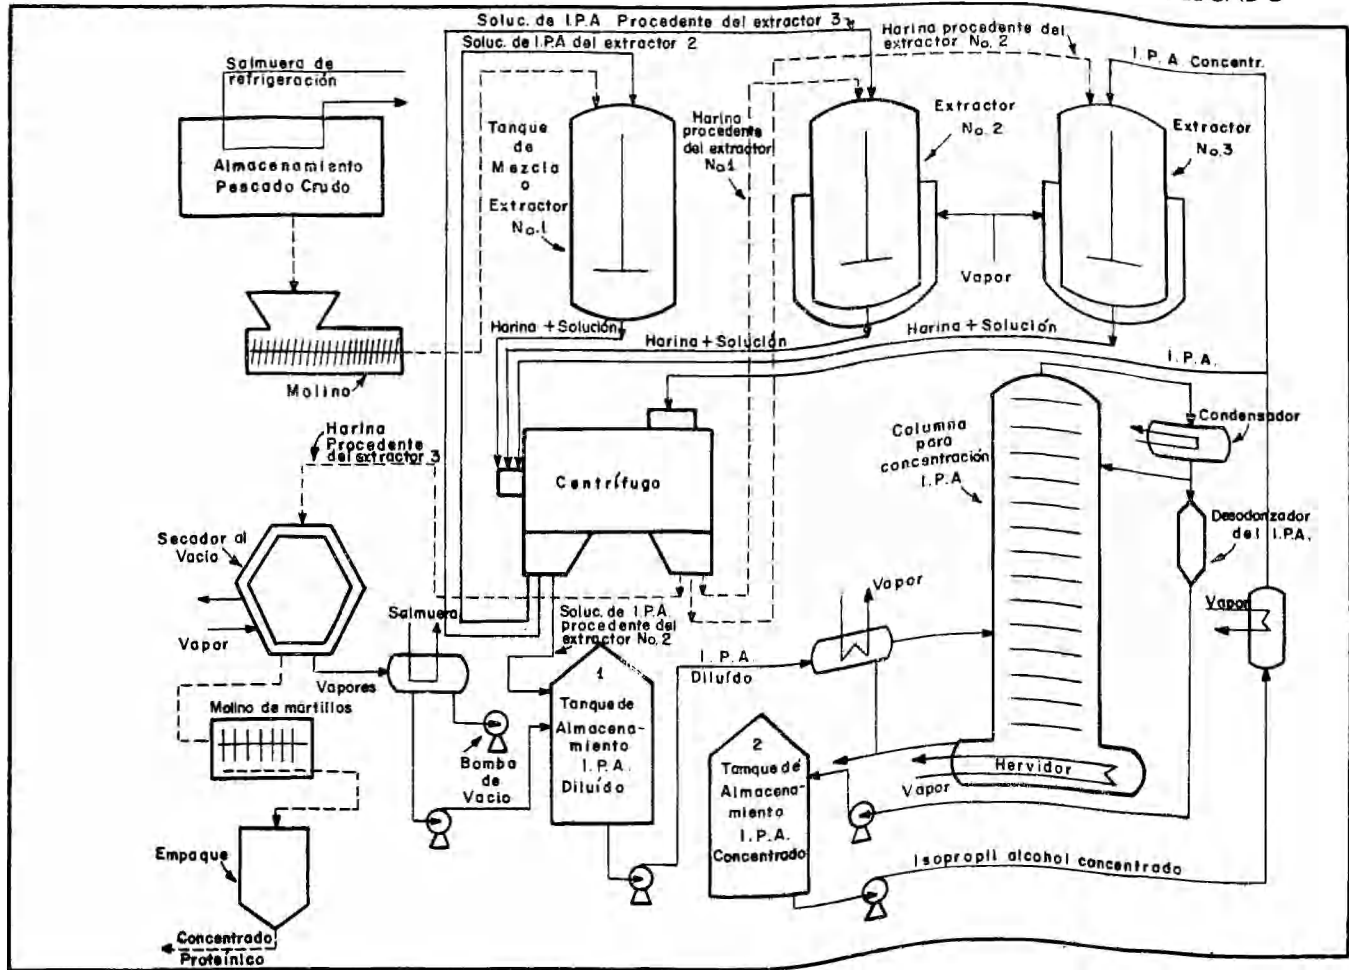 Soluc. de I.P.A Procedente del extractor 3
Soluc. de I.P.A del extractor 2
Harina procedente del
extractor No. 2
I. P. A. Concentr.
Salmuera de
refrigeración
Almacenamiento
Pescado Crudo
Tanque
de
Mezcla
o
Extractor
No.1
Harina
procedente
del extractor
No.1
Extractor
No. 2
Extractor
No.3
Vapor
Harina + Solución
Harina + Solución
Harina + Solución
I.P.A.
Molino
Harina
Procedente
del extractor 3
Centrífuga
Columna
para
concentración
I.P.A
Condensador
Secador al
Vacío
Desodorizador
del I.P.A.
Vapor
Salmuera
Soluc. de I.P.A.
procedente del
extractor No.2
Vapor
Vapor
Vapores
I.P.A.
Diluído
Molino de martillos
Bomba
de
Vacio
1
Tanque de
Almacena-
miento
I.P.A.
Diluído
2
Tanque de
Almacena-
miento
I.P.A.
Concentrado
Hervidor
Vapor
Empaque
Isopropil alcohol concentrado
Concentrado
Proteínico